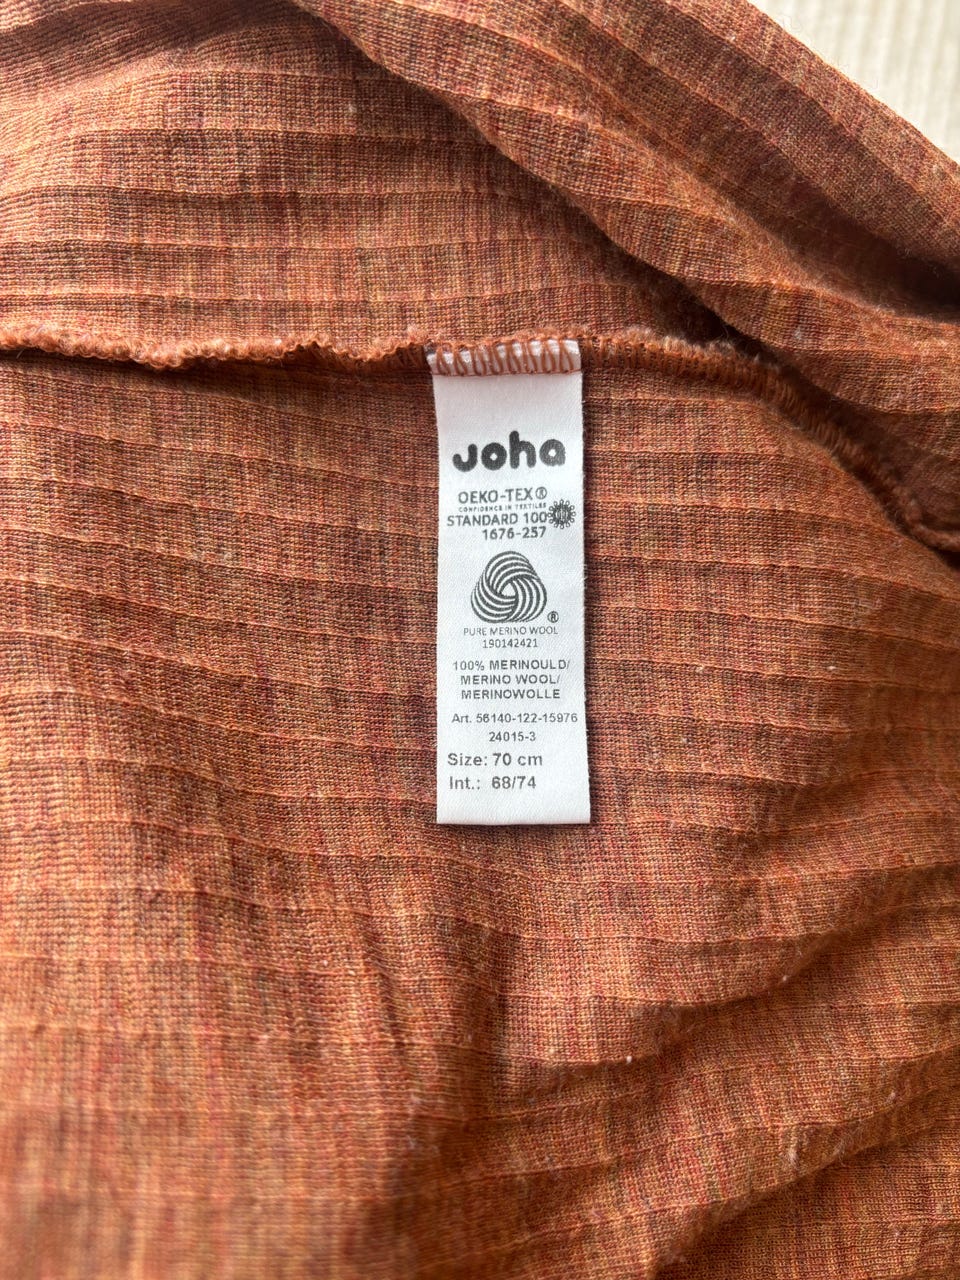 joha
OEKO-TEX®
CONFIDENCE IN TEXTILES
STANDARD 100
1676-257
®
PURE MERINO WOOL
190142421
100% MERINOULD/
MERINO WOOL/
MERINOWOLLE
Art. 56140-122-15976
24015-3
Size: 70 cm
Int.: 68/74